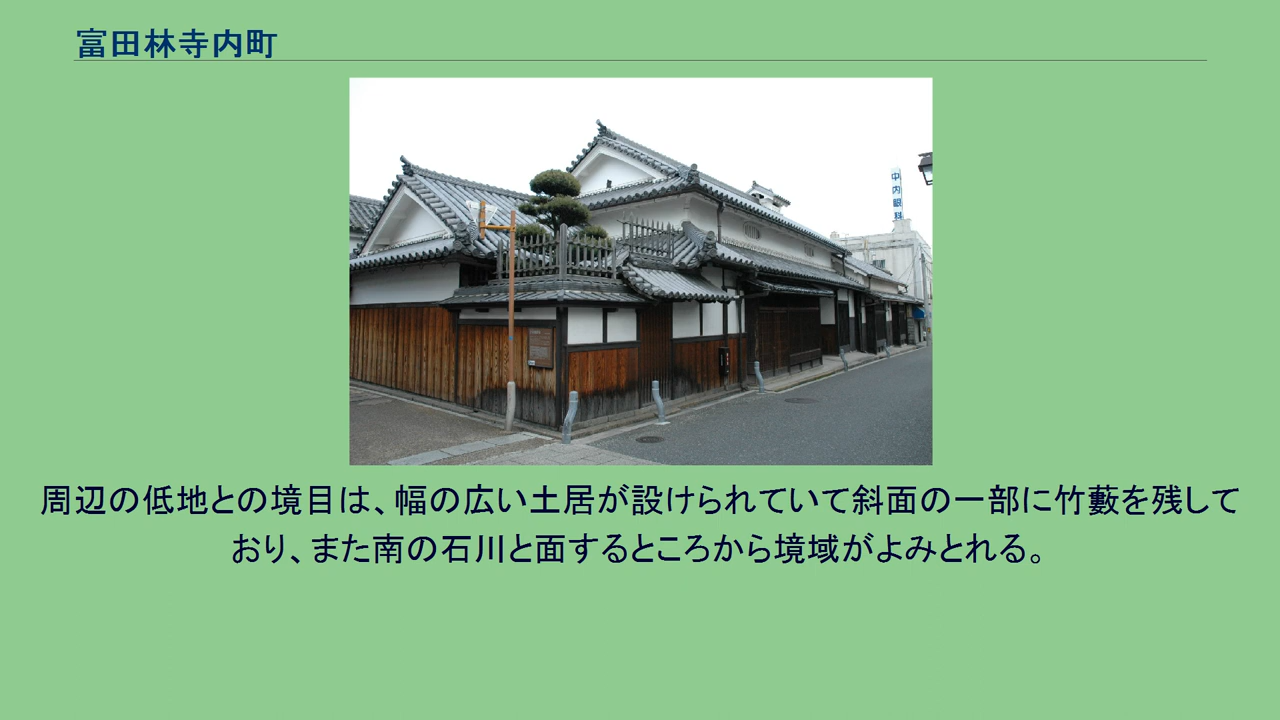 富田林寺内町
中内眼科
周辺の低地との境目は、幅の広い土居が設けられていて斜面の一部に竹藪を残して
おり、また南の石川と面するところから境域がよみとれる。